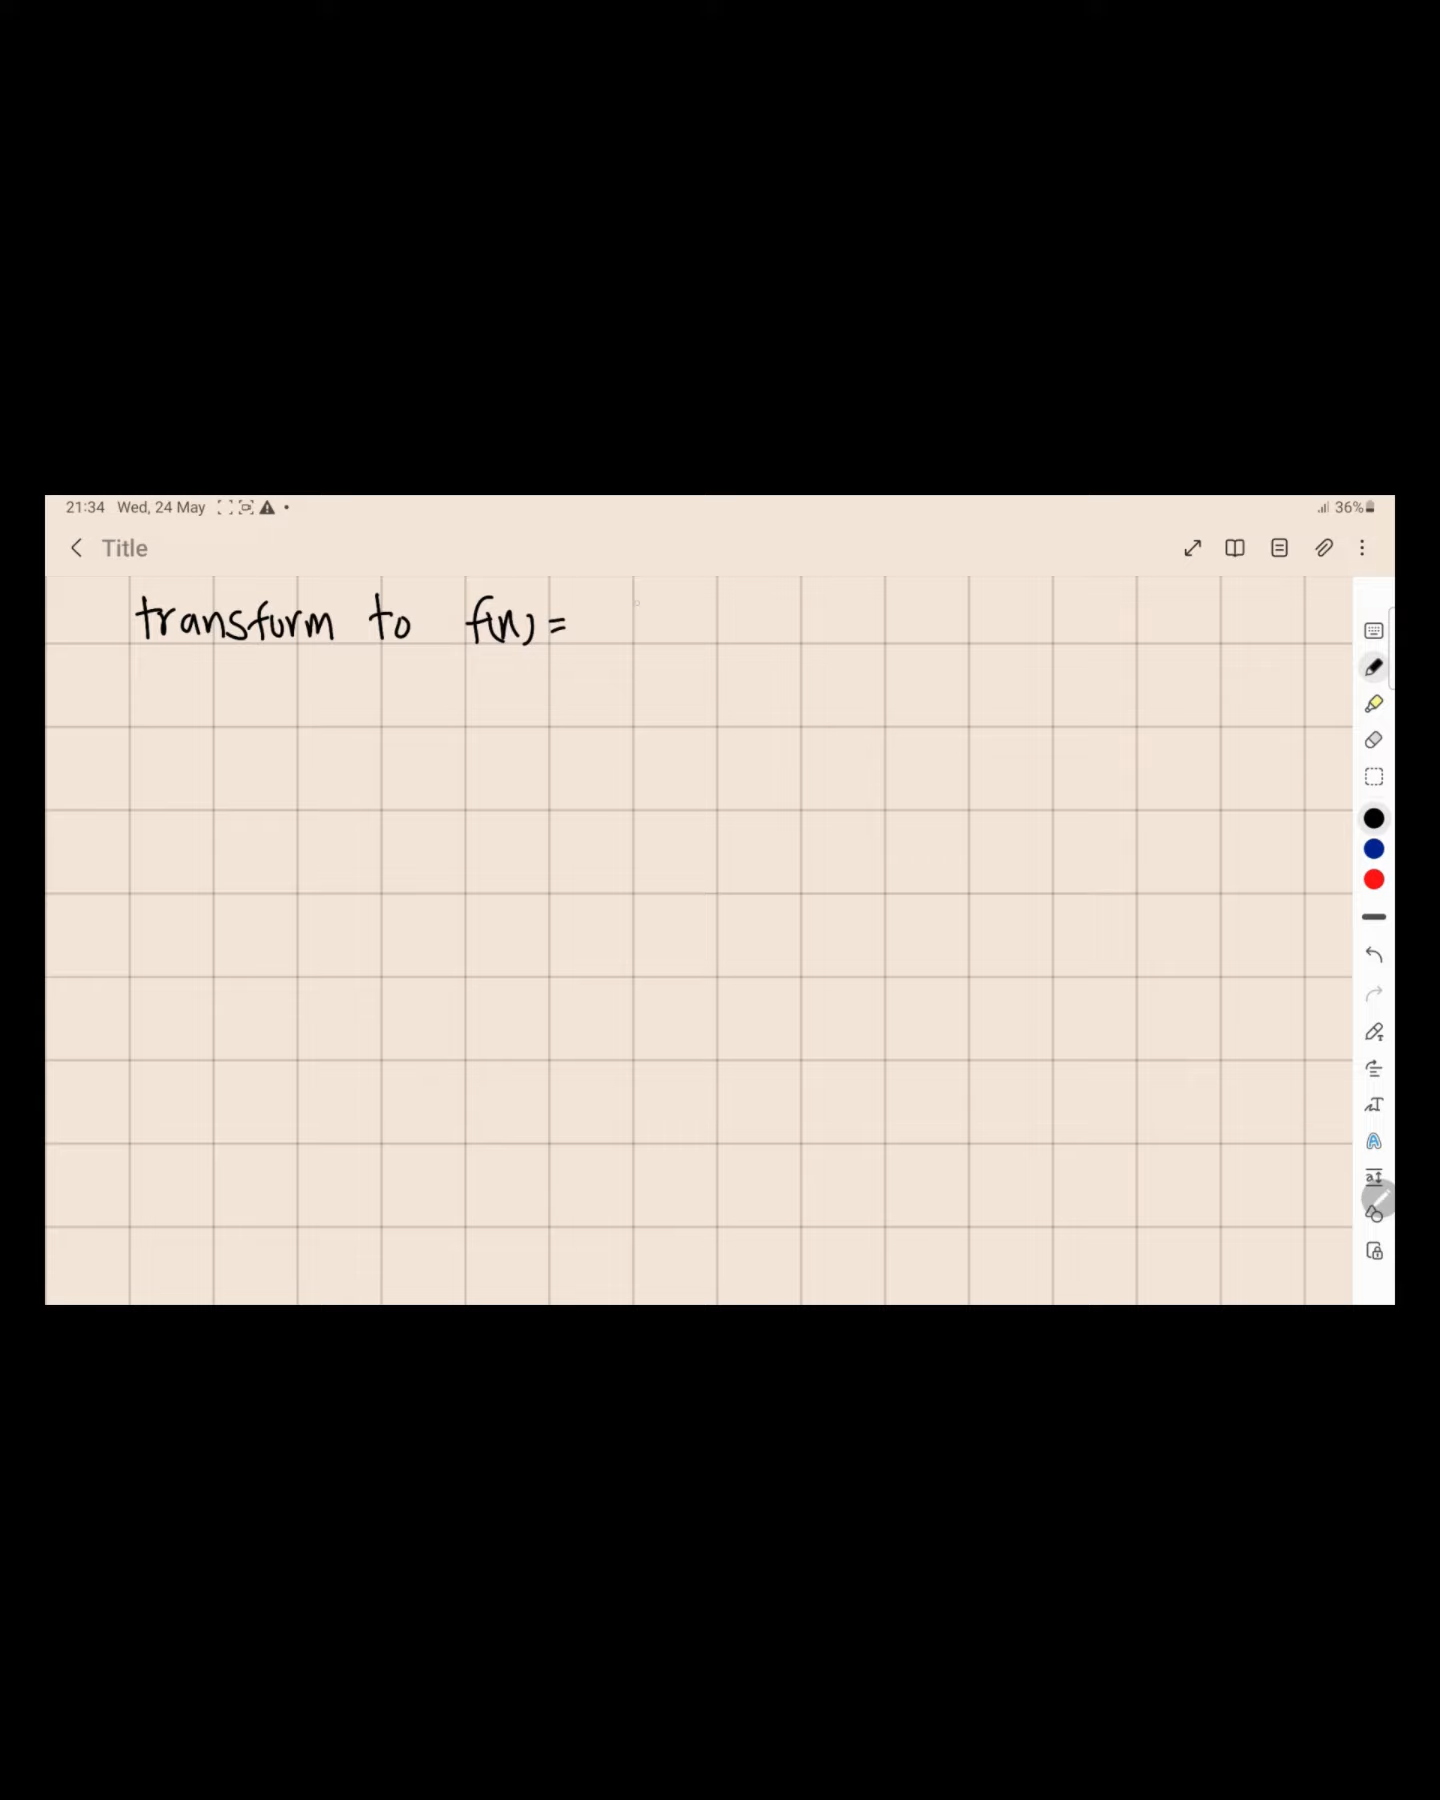 21:34 Wed, 24 May 36%
Title
transform to f(n) =